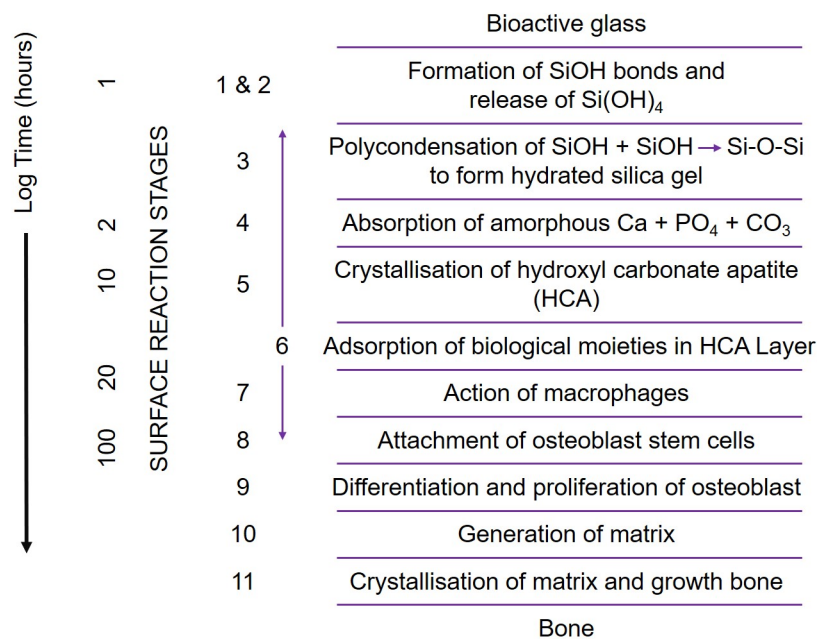 Bioactive glass
Log Time (hours)
SURFACE REACTION STAGES
1
1 & 2
Formation of SiOH bonds and
release of Si(OH)₄
3
Polycondensation of SiOH + SiOH → Si-O-Si
to form hydrated silica gel
2
4
Absorption of amorphous Ca + PO₄ + CO₃
10
5
Crystallisation of hydroxyl carbonate apatite
(HCA)
6
Adsorption of biological moieties in HCA Layer
20
7
Action of macrophages
100
8
Attachment of osteoblast stem cells
9
Differentiation and proliferation of osteoblast
10
Generation of matrix
11
Crystallisation of matrix and growth bone
Bone